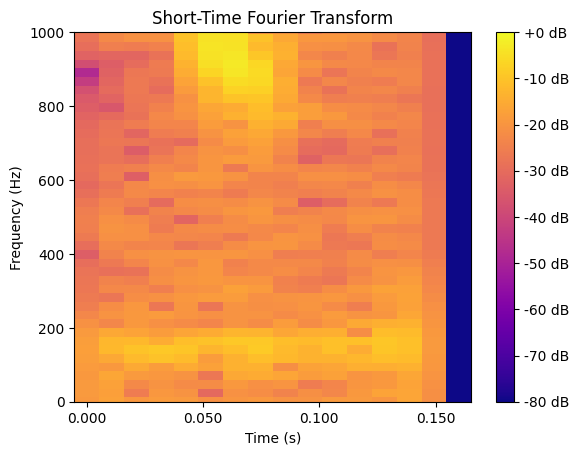 Short-Time Fourier Transform
1000
800
600
400
200
0
Frequency (Hz)
0.000
0.050
0.100
0.150
Time (s)
+0 dB
-10 dB
-20 dB
-30 dB
-40 dB
-50 dB
-60 dB
-70 dB
-80 dB